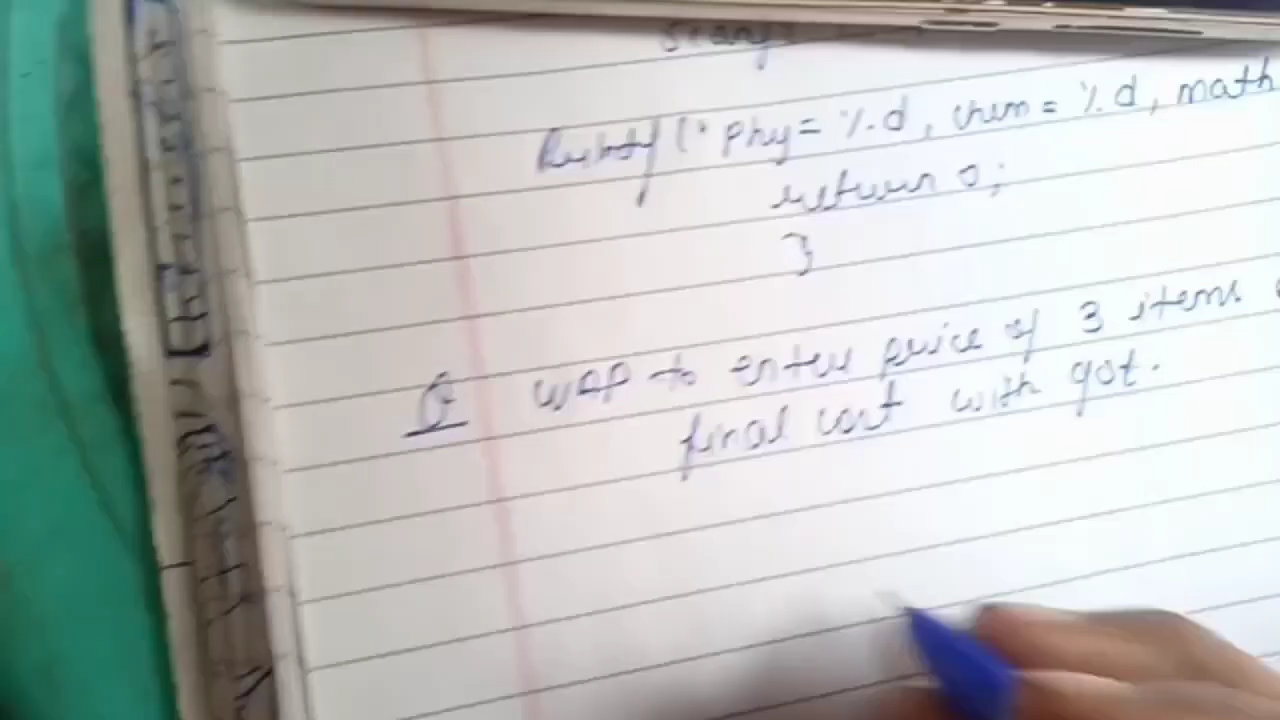 Printf(" Phy = %d, chem = %d, math
return 0;
}
Q WAP to enter price of 3 items
final cost with gst.